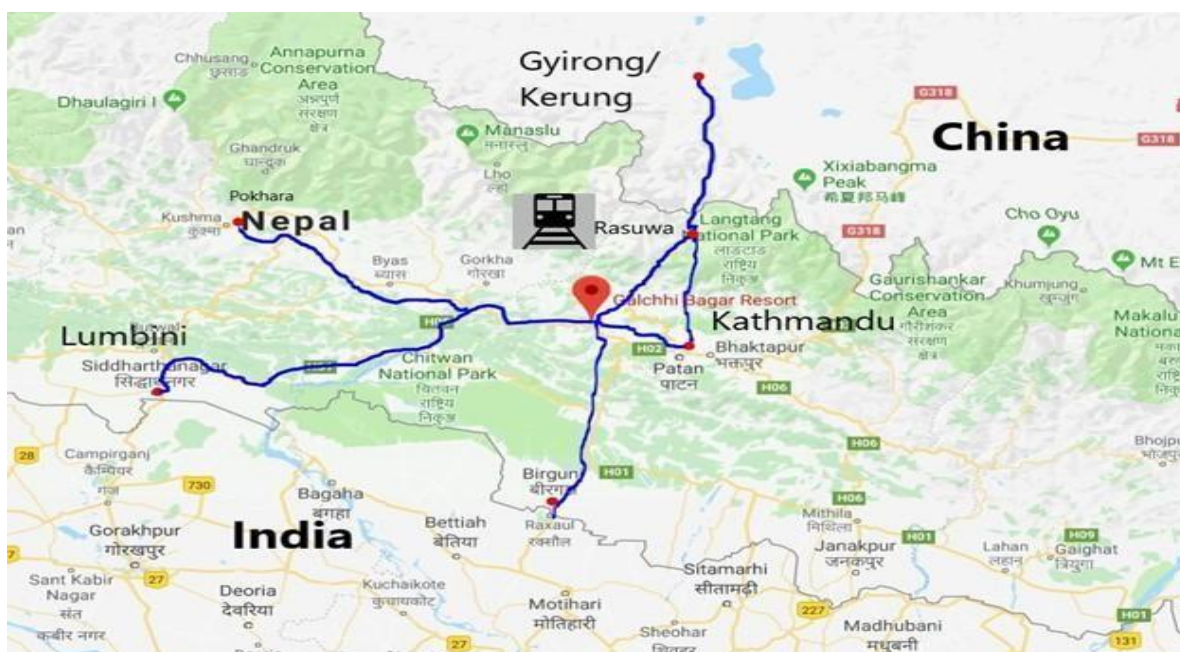 Chhusang
छुसाङ
Annapurna
Conservation
Area
अन्नपूर्ण
संरक्षण
क्षेत्र
Gyirong/
Kerung
G318
China
G318
Dhaulagiri I
Manaslu
मनास्लु
Ghandruk
घान्द्रुक
Lho
ल्हो
Xixiabangma
Peak
希夏邦马峰
Pokhara
Kushma
कुश्मा
Nepal
Rasuwa
Langtang
National Park
लाङटाङ
राष्ट्रिय
निकुञ्ज
G318
Cho Oyu
Mt E
Byas
ब्यास
Gorkha
गोरखा
Galchhi Bagar Resort
Gaurishankar
Conservation
Area
गौरीशंकर
संरक्षण
क्षेत्र
Khumjung
खुम्जुंग
Makalu
National
Lumbini
Siddharthanagar
Kathmandu
H02
Bhaktapur
भक्तपुर
Patan
पाटन
Chitwan
National Park
चितवन
राष्ट्रिय
निकुञ्ज
H06
H06
H01
H06
28
Campirganj
कैम्पियर
गंज
730
Birgun
Bagaha
बगहा
Raxaul
रक्सौल
Mithila
मिथिला
Bhojpu
भोजपु
Gorakhpur
गोरखपुर
India
Bettiah
बेतिया
Janakpur
जनकपुर
H01
H09
Lahan
लहान
Gaighat
त्रियुगा
27
Sant Kabir
Nagar
संत
कबीर नगर
Deoria
देवरिया
Kuchaikote
कुचायकोट
Motihari
मोतिहारी
Sitamarhi
सीतामढ़ी
227
H01
27
Sheohar
Madhubani
मधुबनी
131